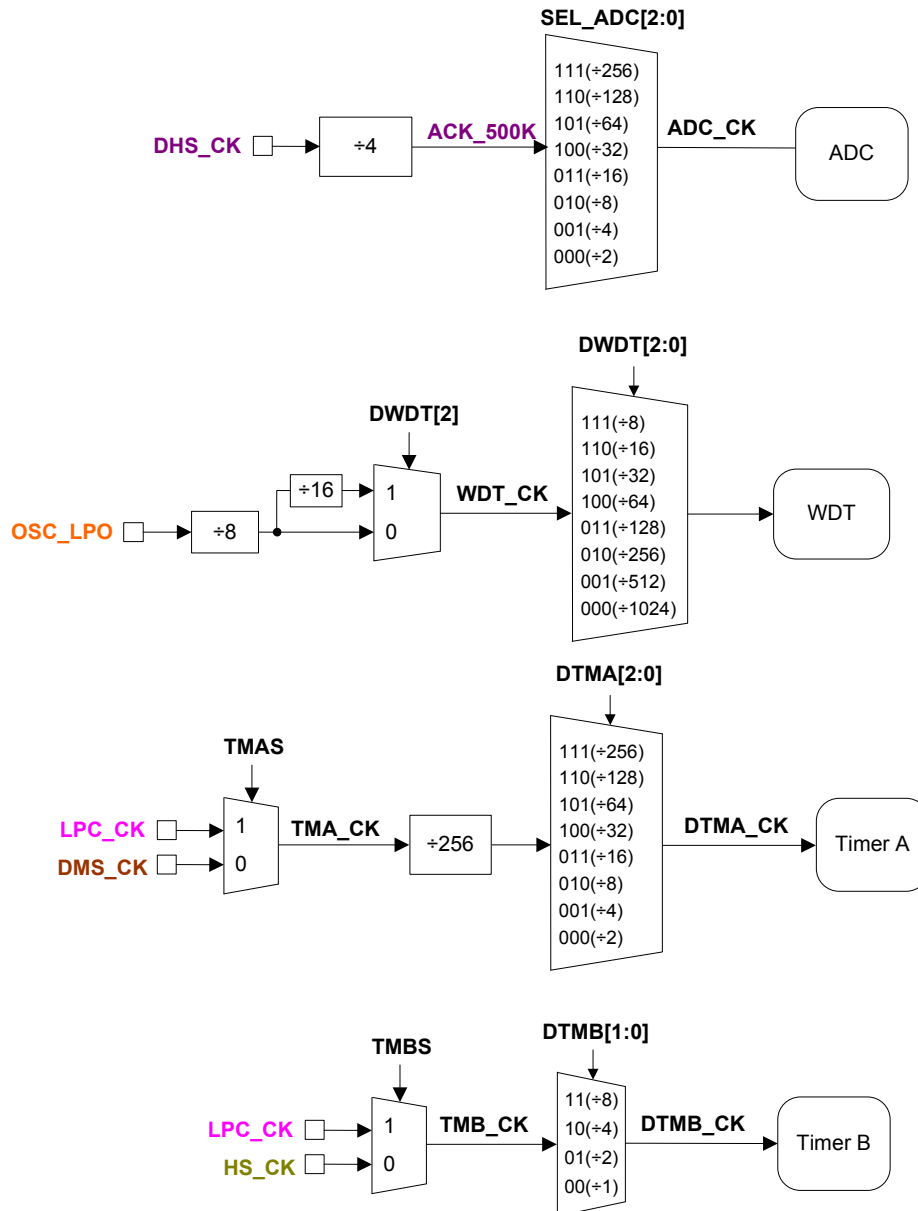 SEL_ADC[2:0]
111(÷256)
110(÷128)
101(÷64)
100(÷32)
011(÷16)
010(÷8)
001(÷4)
000(÷2)
DHS_CK
÷4
ACK_500K
ADC_CK
ADC
DWDT[2:0]
DWDT[2]
111(÷8)
110(÷16)
101(÷32)
100(÷64)
011(÷128)
010(÷256)
001(÷512)
000(÷1024)
OSC_LPO
÷8
÷16
1
0
WDT_CK
WDT
DTMA[2:0]
TMAS
111(÷256)
110(÷128)
101(÷64)
100(÷32)
011(÷16)
010(÷8)
001(÷4)
000(÷2)
LPC_CK
DMS_CK
1
0
TMA_CK
÷256
DTMA_CK
Timer A
DTMB[1:0]
TMBS
11(÷8)
10(÷4)
01(÷2)
00(÷1)
LPC_CK
HS_CK
1
0
TMB_CK
DTMB_CK
Timer B